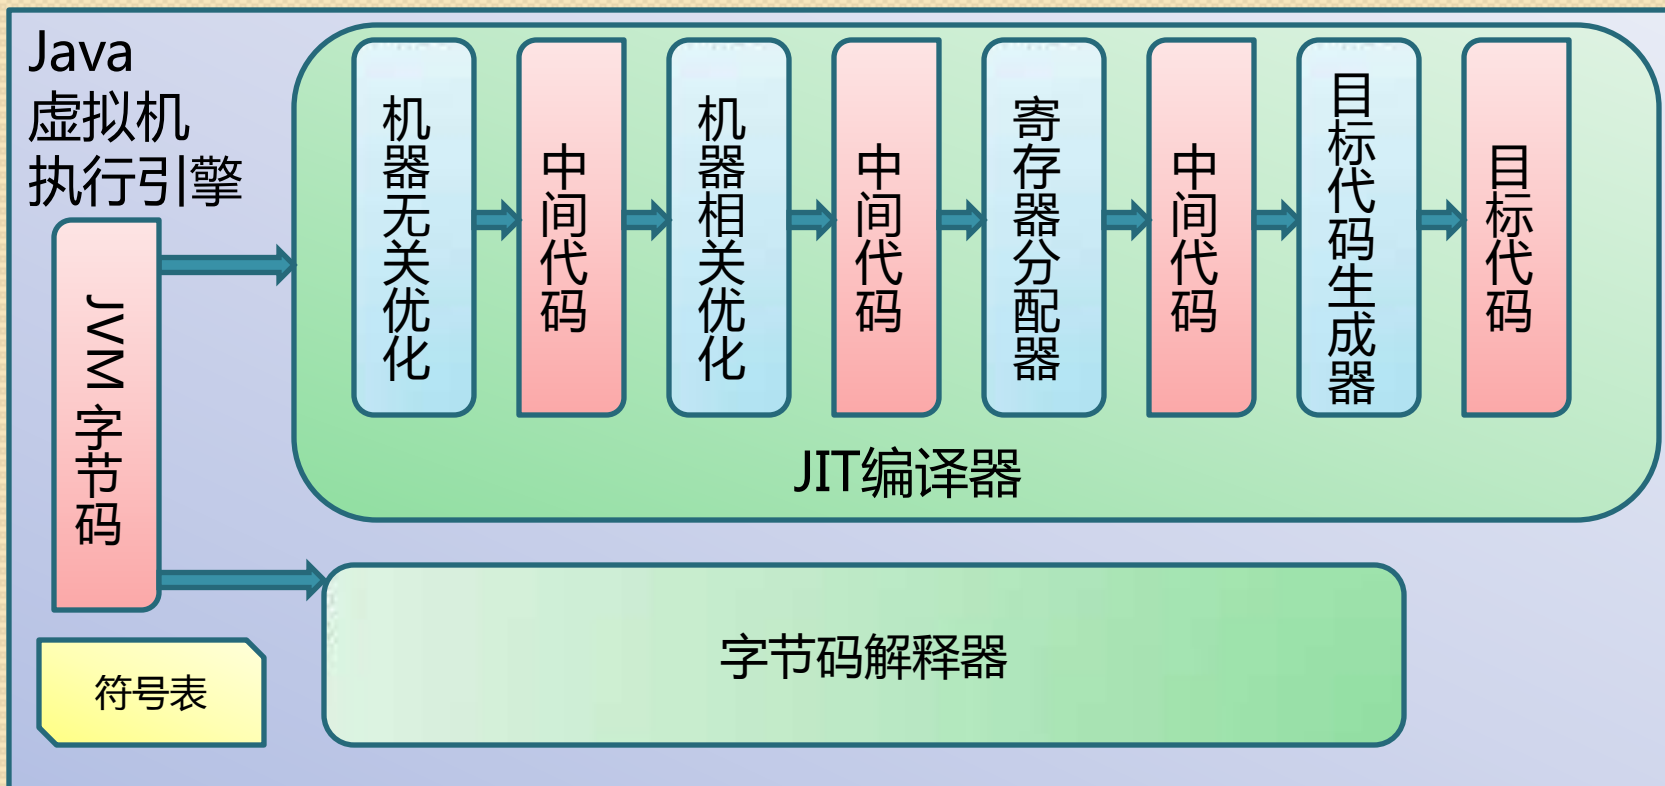 Java
虚拟机
执行引擎
JVM字节码
符号表
机器无关优化
中间代码
机器相关优化
中间代码
寄存器分配器
中间代码
目标代码生成器
目标代码
JIT编译器
字节码解释器